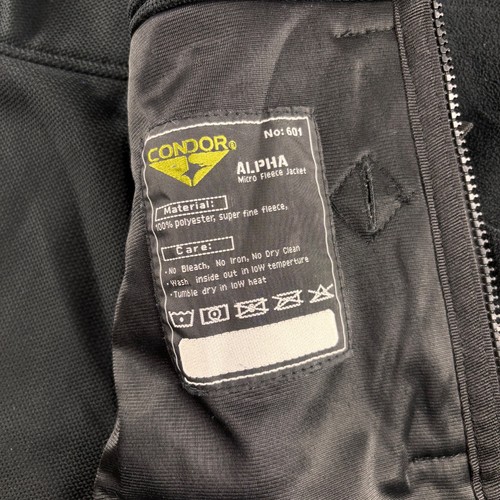 No: 601
CONDOR®
ALPHA
Micro Fleece Jacket
Material:
100% polyester, super fine fleece.
Care:
· No Bleach, No Iron, No Dry Clean
· Wash inside out in low temperture
· Tumble dry in low heat